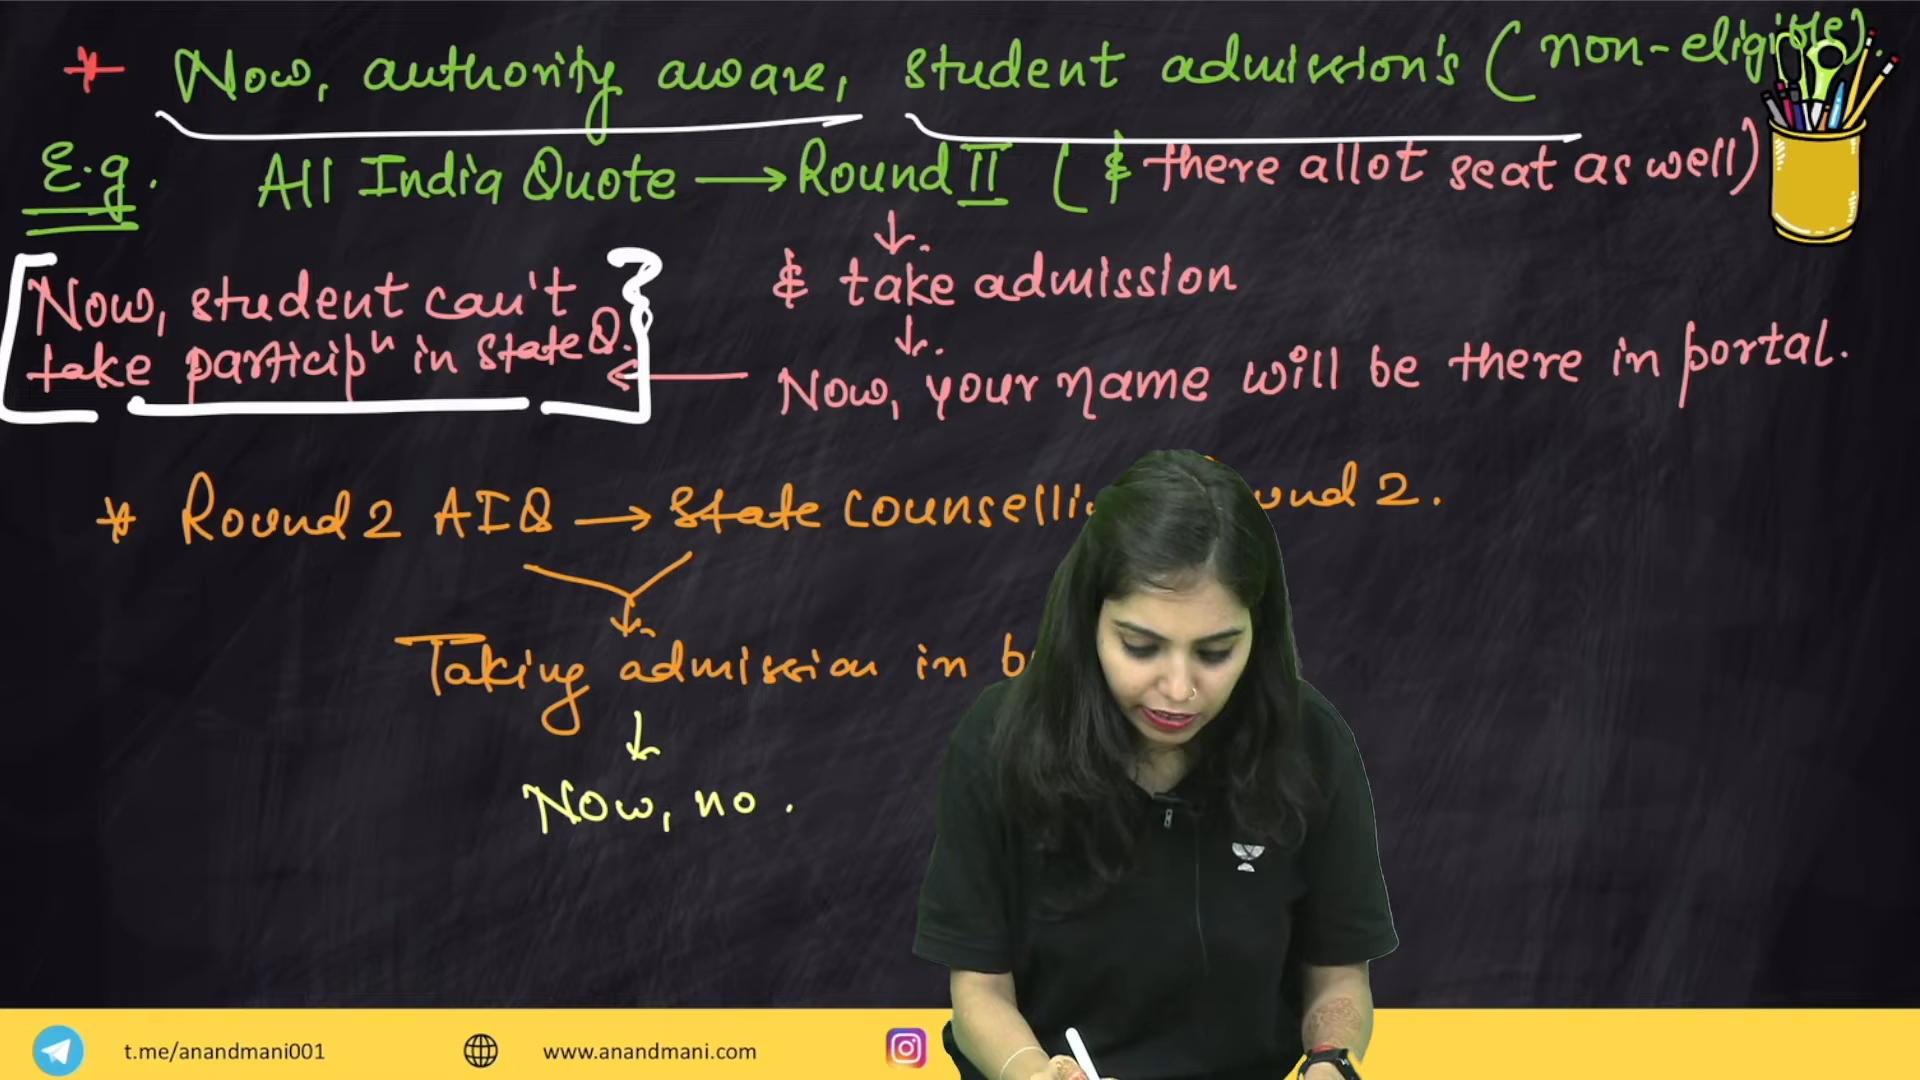 * Now, authority aware, student admission's (non-eligible).
E.g. All India Quote → Round II (& there allot seat as well)
↓
& take admission
↓
Now, your name will be there in portal.
←
[Now, student can't
take particip^n in State Q.]
* Round 2 AIQ → State counselli und 2.
↓
Taking admission in b
↓
Now, no.
t.me/anandmani001 www.anandmani.com